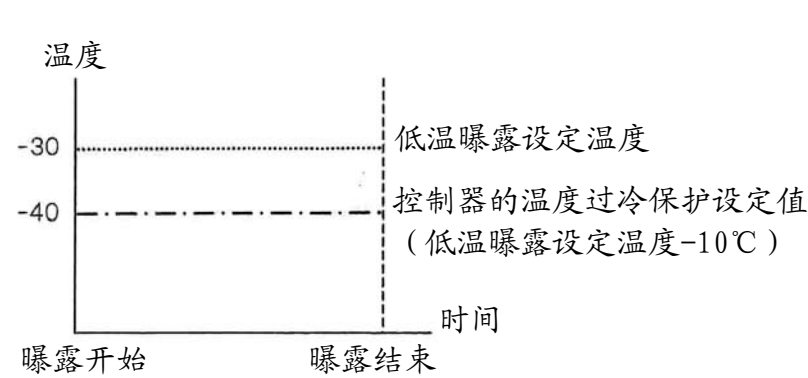 温度
-30
低温曝露设定温度
-40
控制器的温度过冷保护设定值
（低温曝露设定温度-10℃）
时间
曝露开始
曝露结束